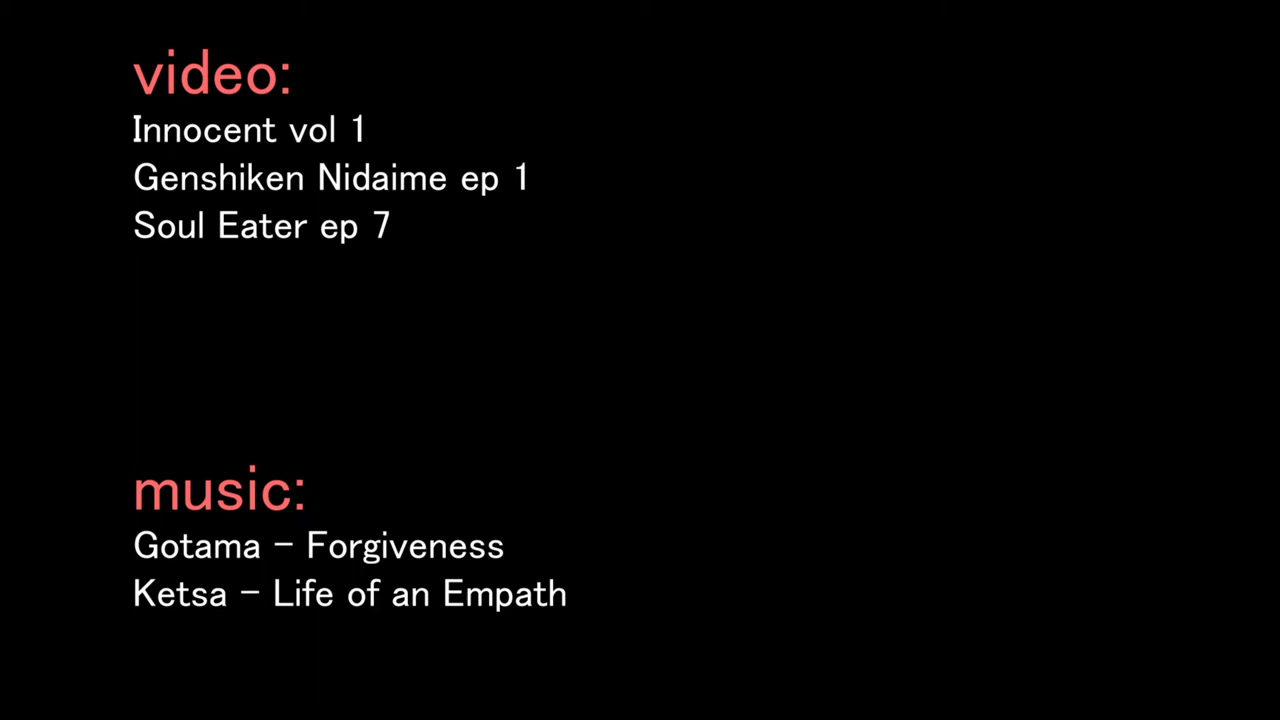 video:
Innocent vol 1
Genshiken Nidaime ep 1
Soul Eater ep 7
music:
Gotama – Forgiveness
Ketsa – Life of an Empath